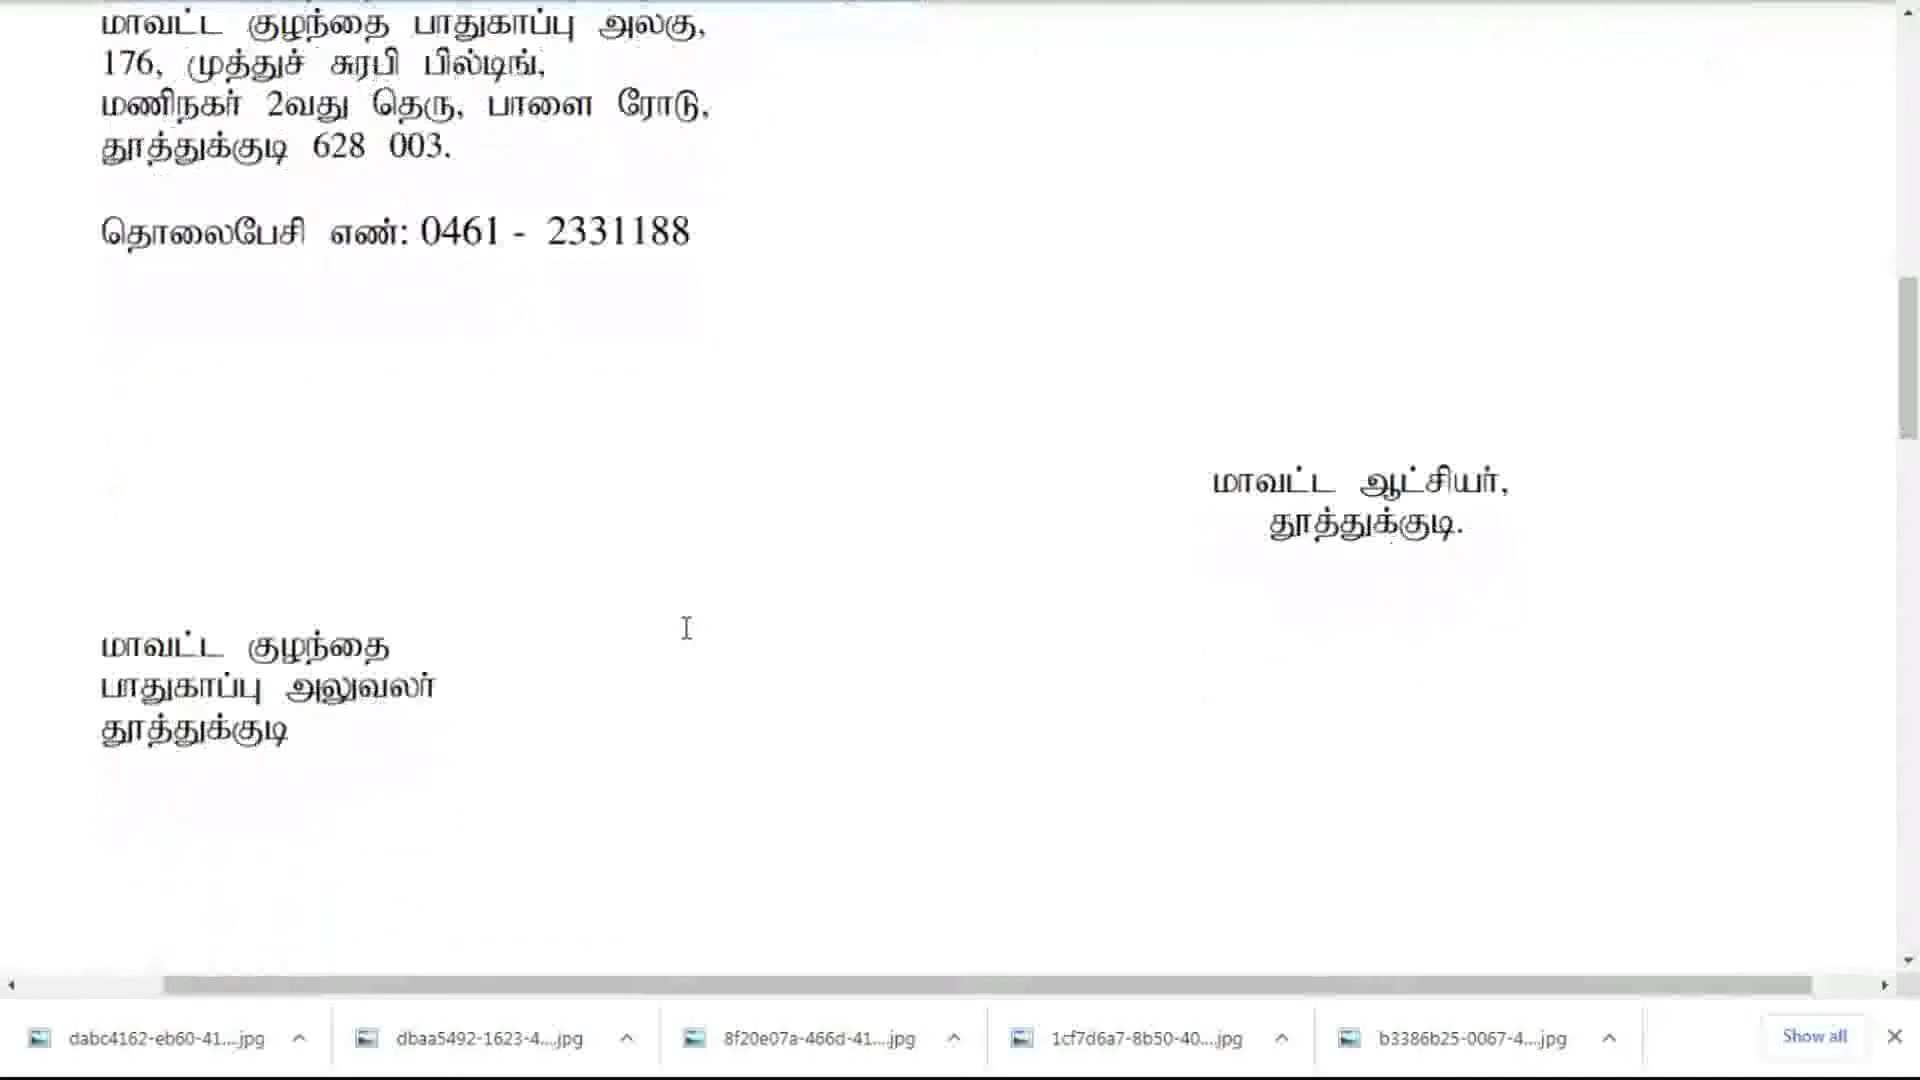 மாவட்ட குழந்தை பாதுகாப்பு அலகு,
176, முத்துச் சுரபி பில்டிங்,
மணிநகர் 2வது தெரு, பாளை ரோடு,
தூத்துக்குடி 628 003.
தொலைபேசி எண்: 0461 - 2331188
மாவட்ட ஆட்சியர்,
தூத்துக்குடி.
மாவட்ட குழந்தை
பாதுகாப்பு அலுவலர்
தூத்துக்குடி
dabc4162-eb60-41....jpg dbaa5492-1623-4....jpg 8f20e07a-466d-41....jpg 1cf7d6a7-8b50-40....jpg b3386b25-0067-4....jpg Show all